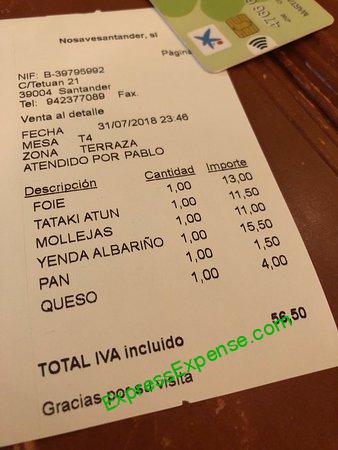 Nosavesantander, sl
Página
NIF: B-39795992
C/Tetuan 21
39004 Santander
Tel: 942377089 Fax.
Venta al detalle
FECHA 31/07/2018 23:46
MESA T4
ZONA TERRAZA
ATENDIDO POR PABLO
Descripción Cantidad Importe
FOIE 1,00 13,00
TATAKI ATUN 1,00 11,50
MOLLEJAS 1,00 11,00
YENDA ALBARIÑO 1,00 15,50
PAN 1,00 1,50
QUESO 1,00 4,00
TOTAL IVA incluido 56,50
Gracias por su visita
ExpressExpense.com